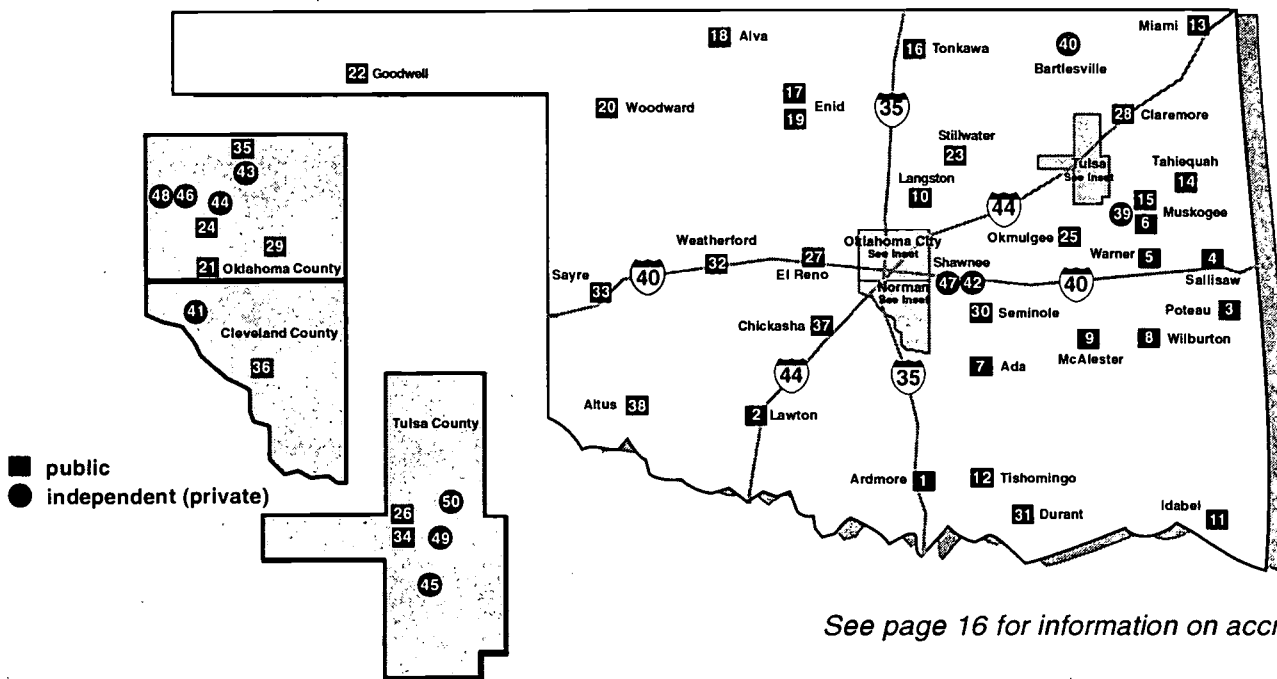 18 Alva
16 Tonkawa
Miami 13
40
Bartlesville
22 Goodwell
20 Woodward
17
Enid
19
35
28 Claremore
Stillwater
23
Tulsa
See Inset
Tahlequah
14
Langston
10
44
15
39 Muskogee
6
Okmulgee 25
Oklahoma City
See Inset
Weatherford
32
27
El Reno
Shawnee
47 42
Warner 5
4
Sallisaw
Sayre
33
40
40
Norman
See Inset
30 Seminole
Poteau 3
Chickasha 37
9
McAlester
8 Wilburton
44
35
7 Ada
Altus 38
2 Lawton
Ardmore 1
12 Tishomingo
31 Durant
Idabel
11
35
43
48 46 44
24
29
21 Oklahoma County
41
Cleveland County
36
Tulsa County
50
26
34 49
45
public
independent (private)
See page 16 for information on accr